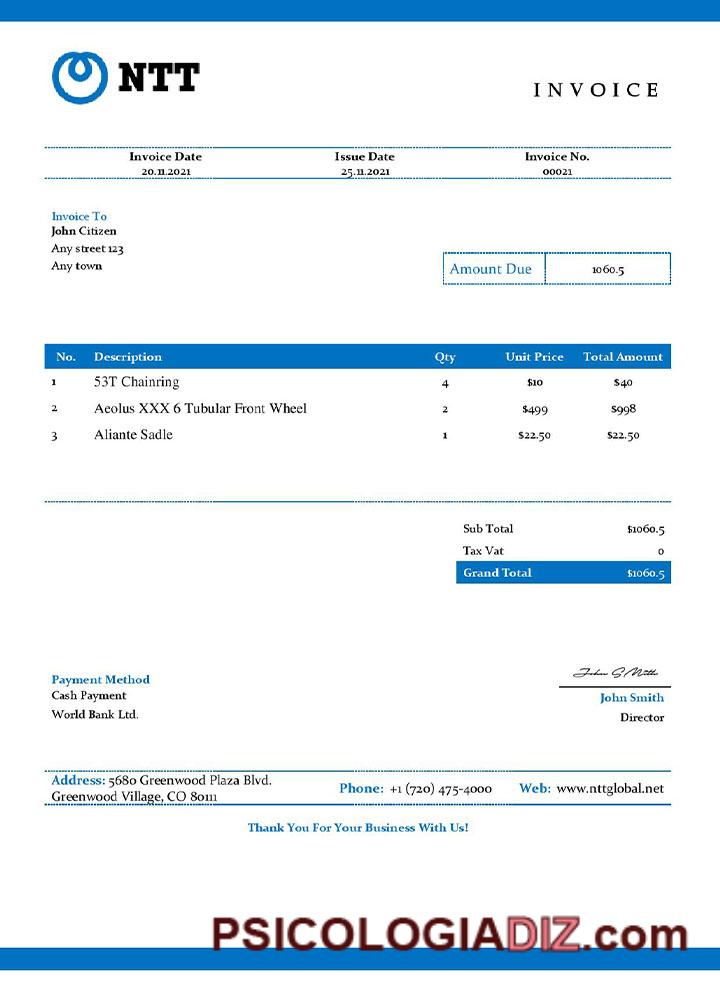 NTT
INVOICE
Invoice Date Issue Date Invoice No.
20.11.2021 25.11.2021 00021
Invoice To
John Citizen
Any street 123
Any town
Amount Due 1060.5
No. Description Qty Unit Price Total Amount
1 53T Chainring 4 $10 $40
2 Aeolus XXX 6 Tubular Front Wheel 2 $499 $998
3 Aliante Sadle 1 $22.50 $22.50
Sub Total $1060.5
Tax Vat 0
Grand Total $1060.5
John Smith
Payment Method
Cash Payment
World Bank Ltd.
John Smith
Director
Address: 5680 Greenwood Plaza Blvd.
Greenwood Village, CO 80111
Phone: +1 (720) 475-4000 Web: www.nttglobal.net
Thank You For Your Business With Us!
PSICOLOGIADIZ.com